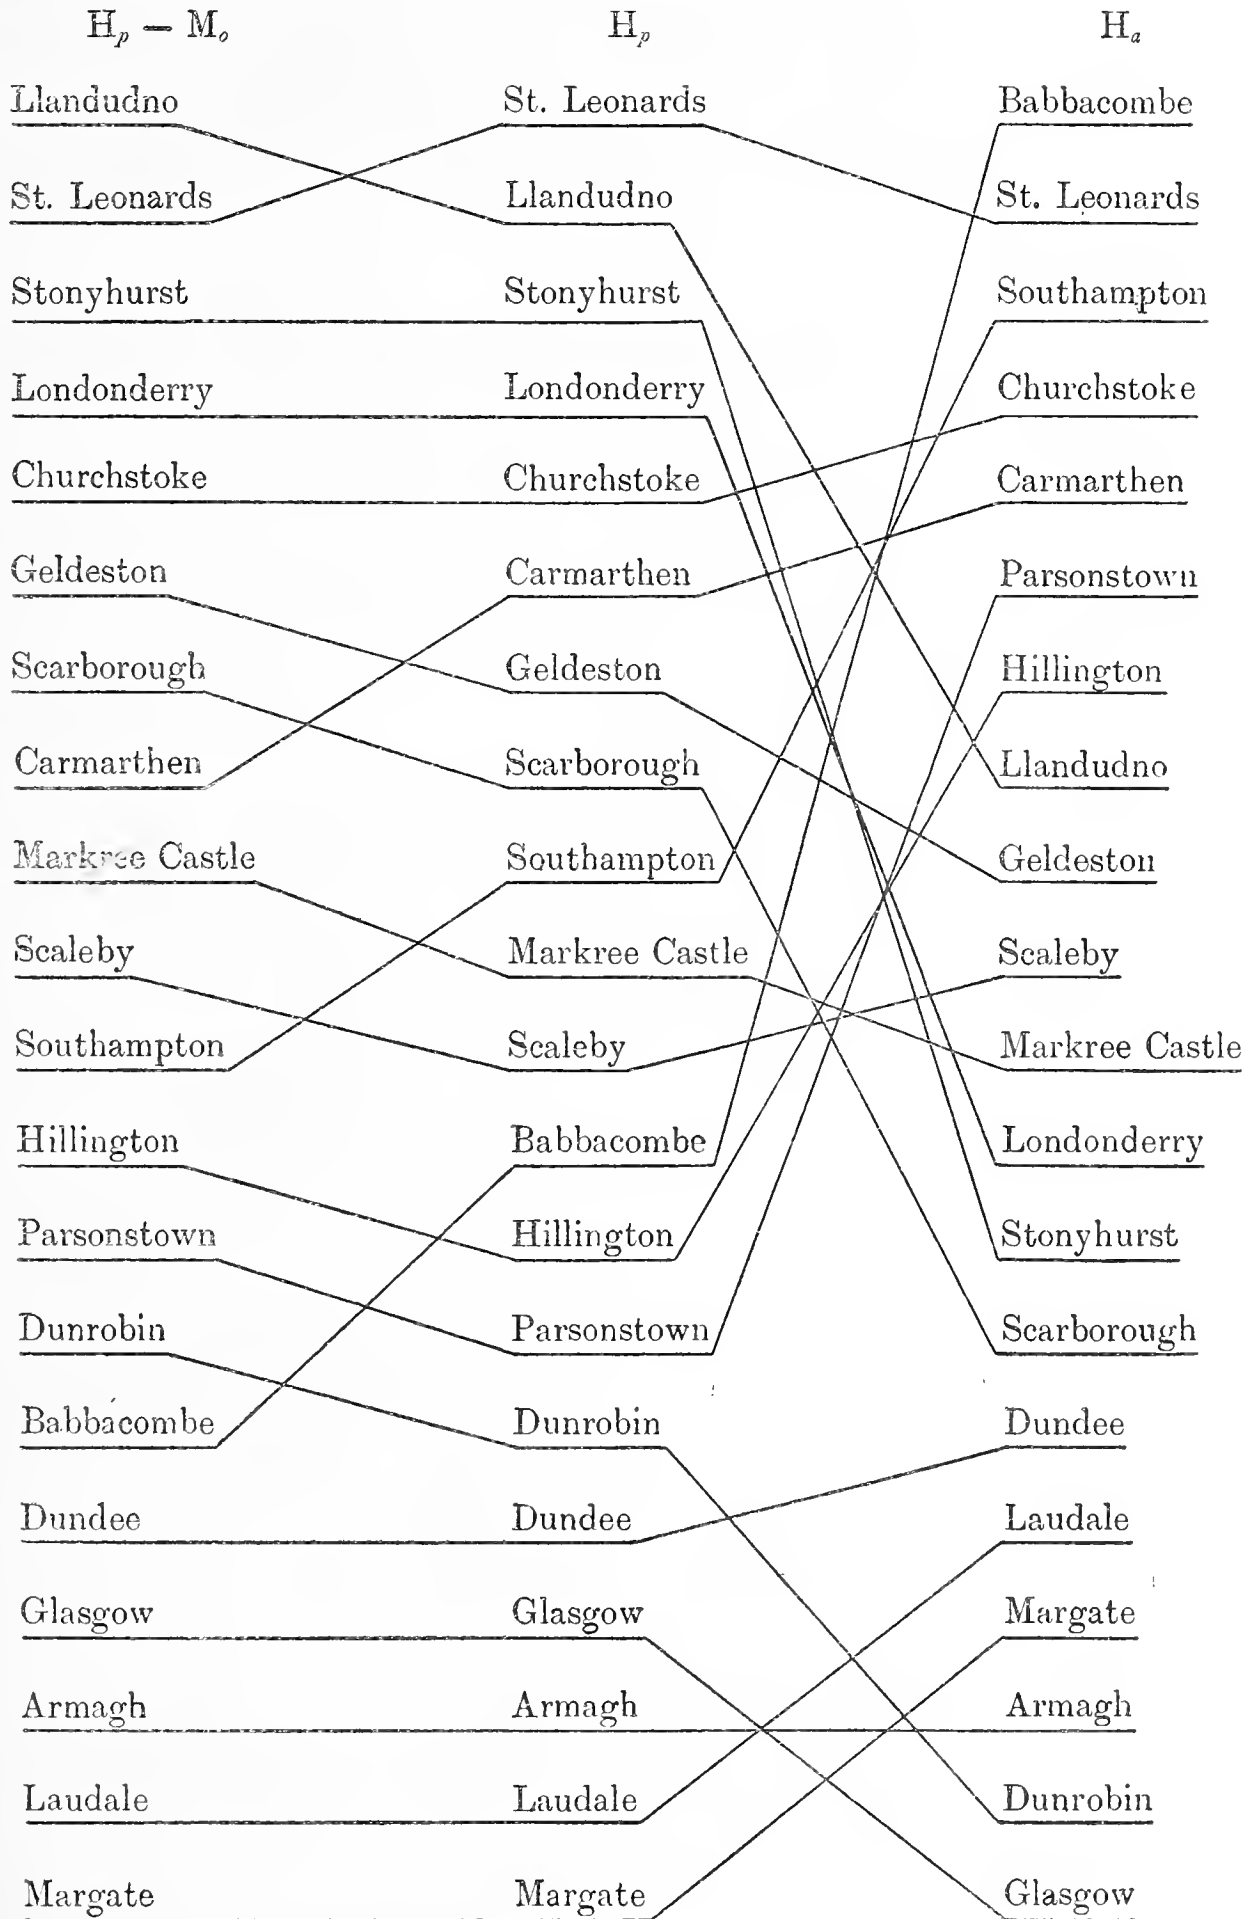 Hp — Mo Hp Ha
Llandudno St. Leonards Babbacombe
St. Leonards Llandudno St. Leonards
Stonyhurst Stonyhurst Southampton
Londonderry Londonderry Churchstoke
Churchstoke Churchstoke Carmarthen
Geldeston Carmarthen Parsonstown
Scarborough Geldeston Hillington
Carmarthen Scarborough Llandudno
Markree Castle Southampton Geldeston
Scaleby Markree Castle Scaleby
Southampton Scaleby Markree Castle
Hillington Babbacombe Londonderry
Parsonstown Hillington Stonyhurst
Dunrobin Parsonstown Scarborough
Babbacombe Dunrobin Dundee
Dundee Dundee Laudale
Glasgow Glasgow Margate
Armagh Armagh Armagh
Laudale Laudale Dunrobin
Margate Margate Glasgow